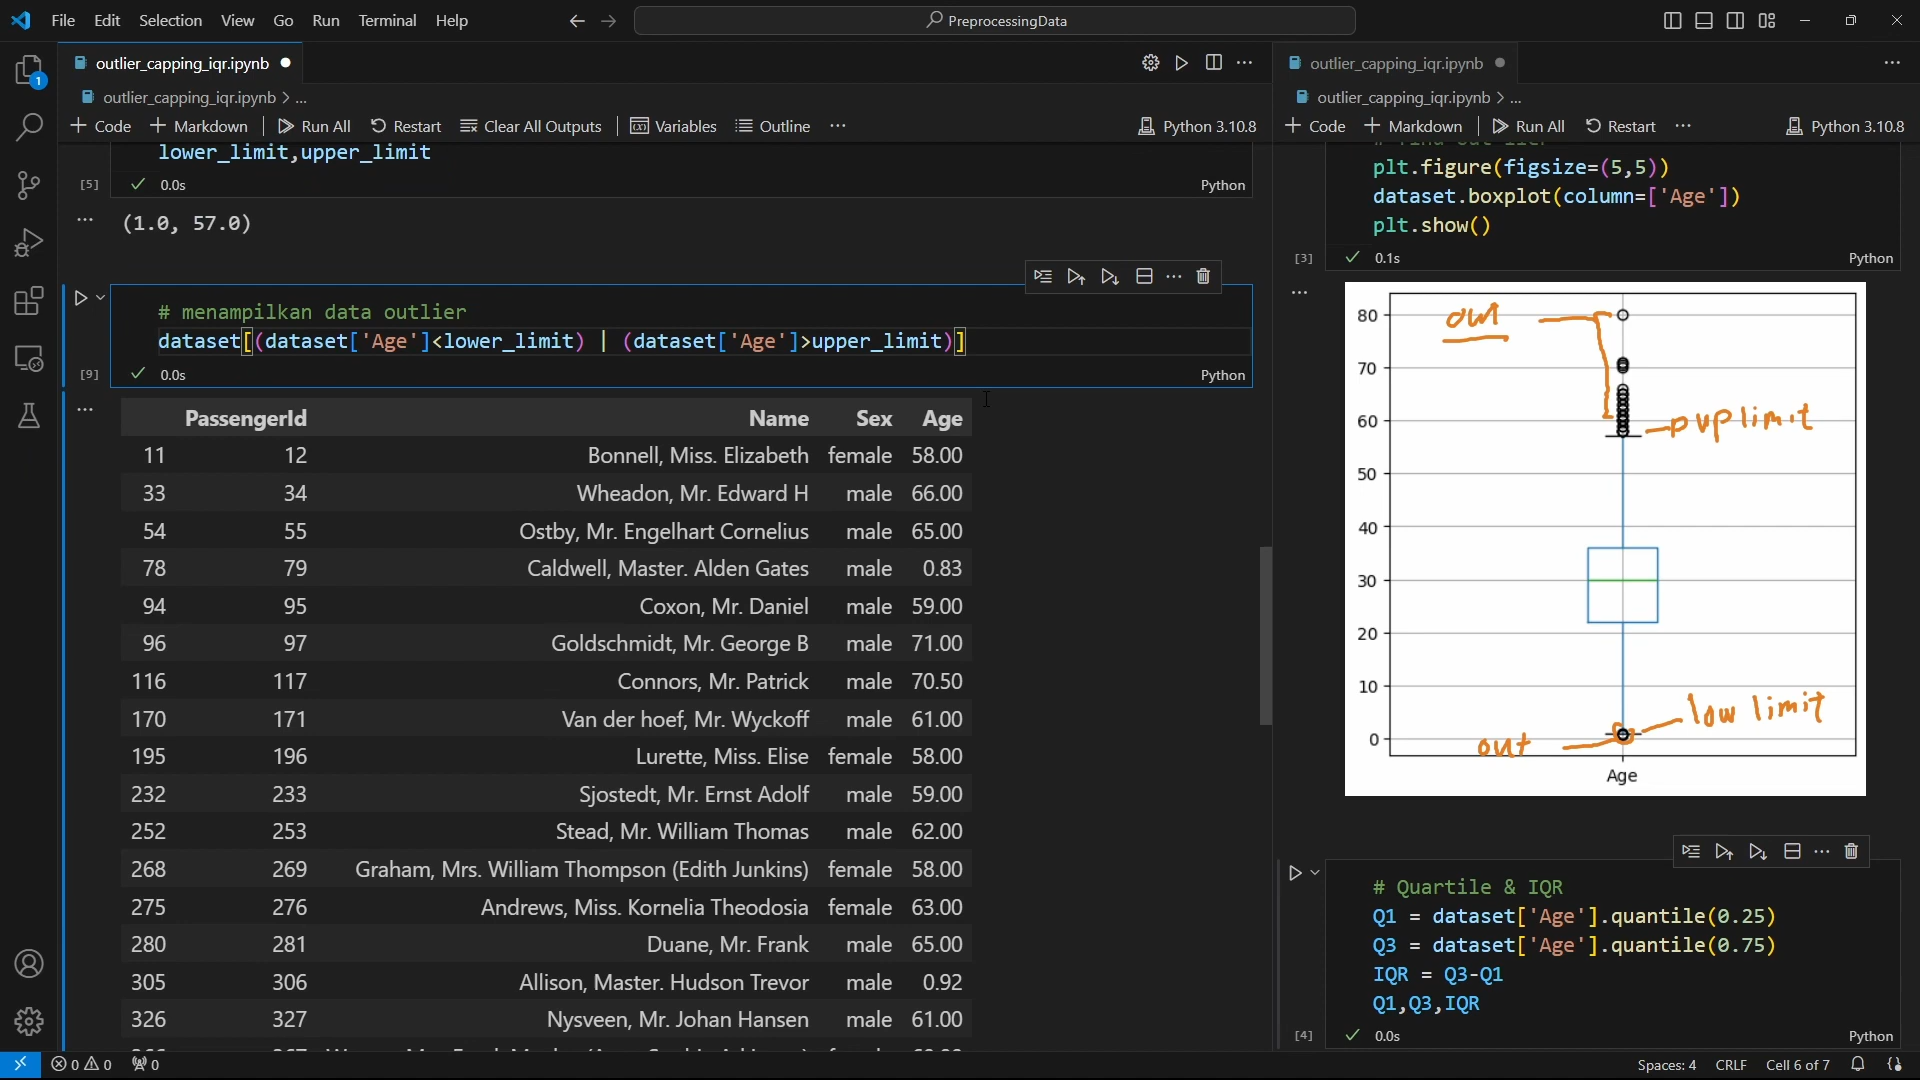 File Edit Selection View Go Run Terminal Help
PreprocessingData
outlier_capping_iqr.ipynb
outlier_capping_iqr.ipynb > ...
+ Code + Markdown Run All Restart Clear All Outputs Variables Outline ... Python 3.10.8
lower_limit,upper_limit
[5] 0.0s Python
(1.0, 57.0)
# menampilkan data outlier
dataset[(dataset['Age']<lower_limit) | (dataset['Age']>upper_limit)]
[9] 0.0s Python
PassengerId Name Sex Age
11 12 Bonnell, Miss. Elizabeth female 58.00
33 34 Wheadon, Mr. Edward H male 66.00
54 55 Ostby, Mr. Engelhart Cornelius male 65.00
78 79 Caldwell, Master. Alden Gates male 0.83
94 95 Coxon, Mr. Daniel male 59.00
96 97 Goldschmidt, Mr. George B male 71.00
116 117 Connors, Mr. Patrick male 70.50
170 171 Van der hoef, Mr. Wyckoff male 61.00
195 196 Lurette, Miss. Elise female 58.00
232 233 Sjostedt, Mr. Ernst Adolf male 59.00
252 253 Stead, Mr. William Thomas male 62.00
268 269 Graham, Mrs. William Thompson (Edith Junkins) female 58.00
275 276 Andrews, Miss. Kornelia Theodosia female 63.00
280 281 Duane, Mr. Frank male 65.00
305 306 Allison, Master. Hudson Trevor male 0.92
326 327 Nysveen, Mr. Johan Hansen male 61.00
outlier_capping_iqr.ipynb
outlier_capping_iqr.ipynb > ...
+ Code + Markdown Run All Restart ... Python 3.10.8
plt.figure(figsize=(5,5))
dataset.boxplot(column=['Age'])
plt.show()
[3] 0.1s Python
80
out
70
60
uplimit
50
40
30
20
10
low limit
0
out
Age
# Quartile & IQR
Q1 = dataset['Age'].quantile(0.25)
Q3 = dataset['Age'].quantile(0.75)
IQR = Q3-Q1
Q1,Q3,IQR
[4] 0.0s Python
1
0 0 0 Spaces: 4 CRLF Cell 6 of 7